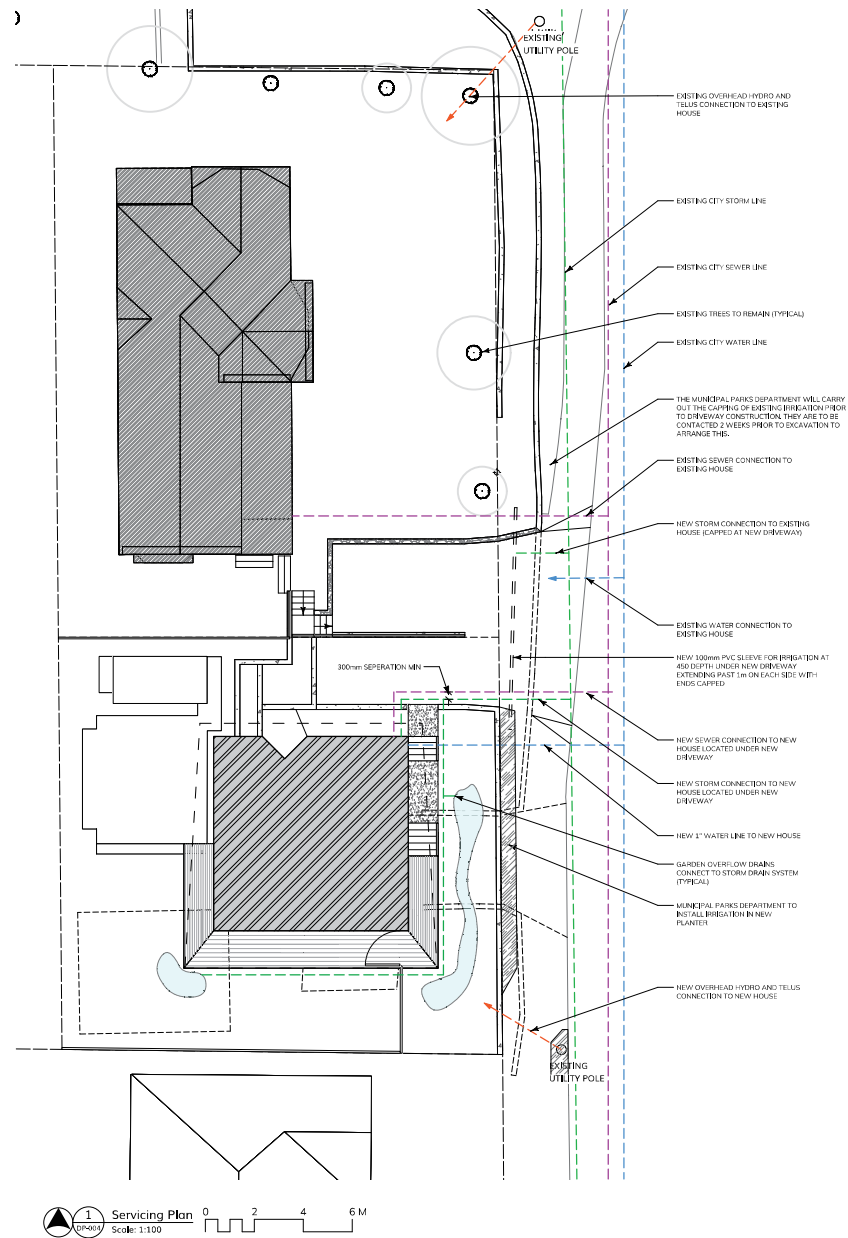 EXISTING
UTILITY POLE
EXISTING OVERHEAD HYDRO AND
TELUS CONNECTION TO EXISTING
HOUSE
EXISTING CITY STORM LINE
EXISTING CITY SEWER LINE
EXISTING TREES TO REMAIN (TYPICAL)
EXISTING CITY WATER LINE
THE MUNICIPAL PARKS DEPARTMENT WILL CARRY
OUT THE CAPPING OF EXISTING IRRIGATION PRIOR
TO DRIVEWAY CONSTRUCTION. THEY ARE TO BE
CONTACTED 2 WEEKS PRIOR TO EXCAVATION TO
ARRANGE THIS.
EXISTING SEWER CONNECTION TO
EXISTING HOUSE
NEW STORM CONNECTION TO EXISTING
HOUSE (CAPPED AT NEW DRIVEWAY)
EXISTING WATER CONNECTION TO
EXISTING HOUSE
NEW 100mm PVC SLEEVE FOR IRRIGATION AT
450 DEPTH UNDER NEW DRIVEWAY
EXTENDING PAST 1m ON EACH SIDE WITH
ENDS CAPPED
300mm SEPERATION MIN
NEW SEWER CONNECTION TO NEW
HOUSE LOCATED UNDER NEW
DRIVEWAY
NEW STORM CONNECTION TO NEW
HOUSE LOCATED UNDER NEW
DRIVEWAY
NEW 1" WATER LINE TO NEW HOUSE
GARDEN OVERFLOW DRAINS
CONNECT TO STORM DRAIN SYSTEM
(TYPICAL)
MUNICIPAL PARKS DEPARTMENT TO
INSTALL IRRIGATION IN NEW
PLANTER
NEW OVERHEAD HYDRO AND TELUS
CONNECTION TO NEW HOUSE
EXISTING
UTILITY POLE
1
DP-004
Servicing Plan
Scale: 1:100
0 2 4 6 M